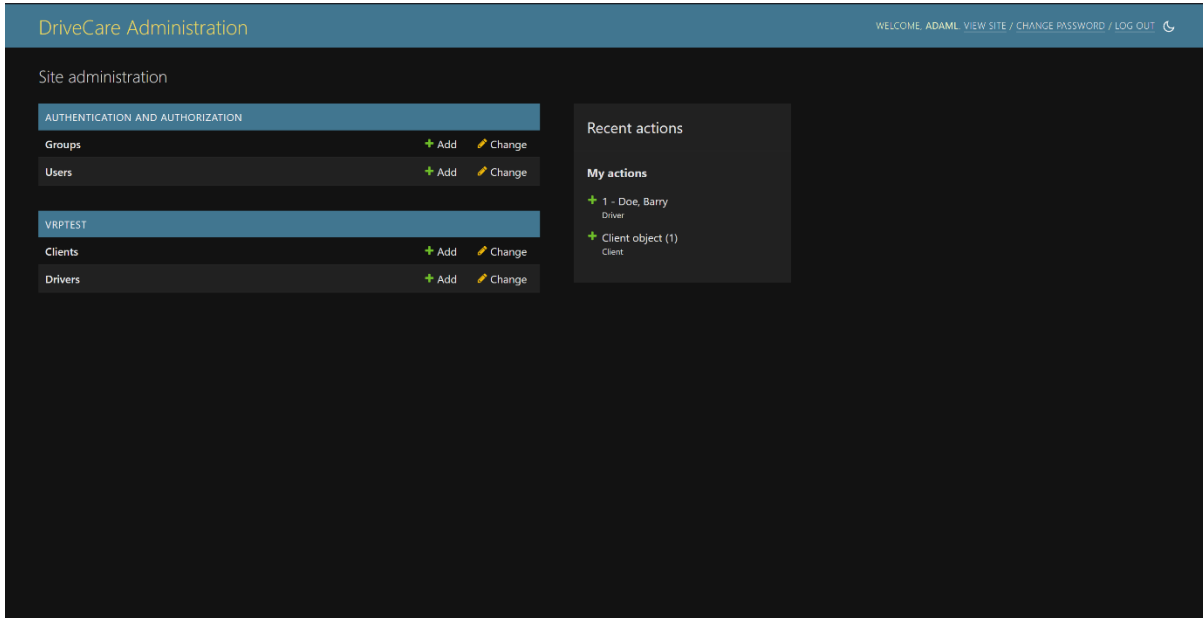 DriveCare Administration
WELCOME, ADAML. VIEW SITE / CHANGE PASSWORD / LOG OUT
Site administration
AUTHENTICATION AND AUTHORIZATION
Groups + Add Change
Users + Add Change
VRPTEST
Clients + Add Change
Drivers + Add Change
Recent actions
My actions
+ 1 - Doe, Barry
Driver
+ Client object (1)
Client